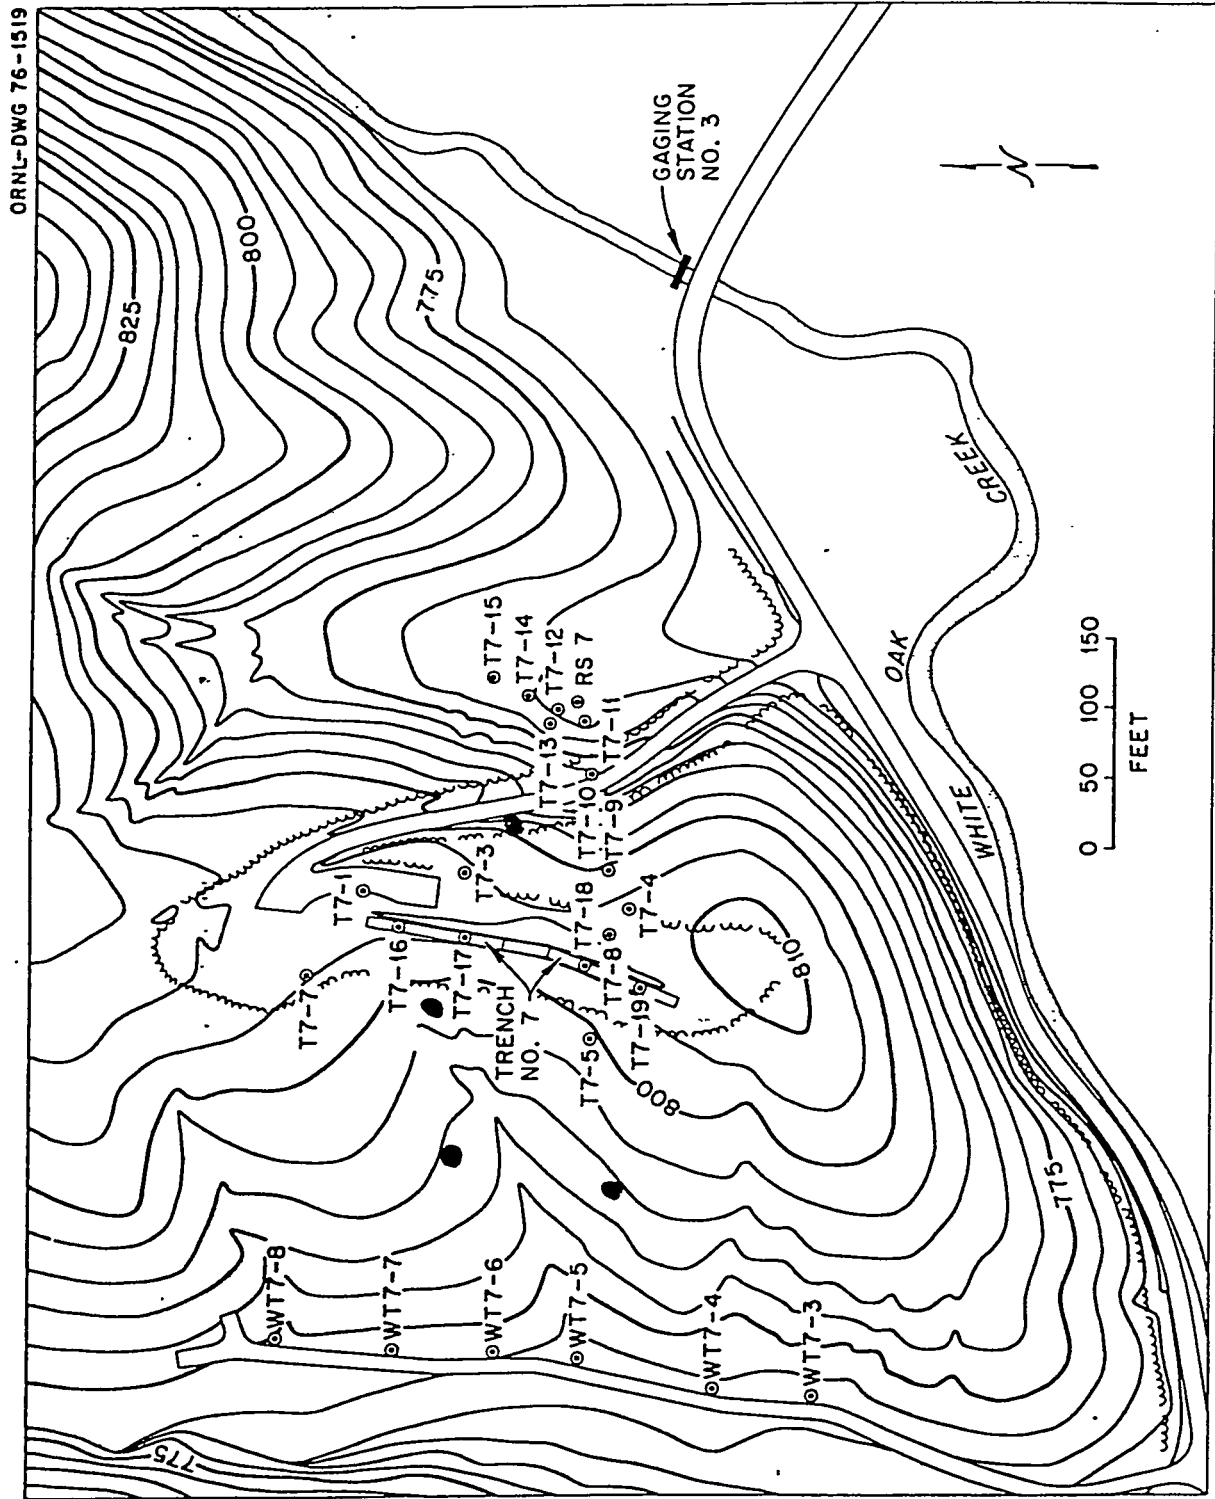 ORNL-DWG 76-1519
825
800
775
GAGING
STATION
NO. 3
N
T7-15
T7-14
T7-12
RS 7
T7-13
T7-11
T7-10
T7-9
T7-3
T7-1
T7-18
T7-4
T7-16
T7-17
T7-8
T7-7
TRENCH
NO. 7
T7-19
T7-5
810
800
775
WT7-8
WT7-7
WT7-6
WT7-5
WT7-4
WT7-3
775
WHITE
OAK
CREEK
0 50 100 150
FEET